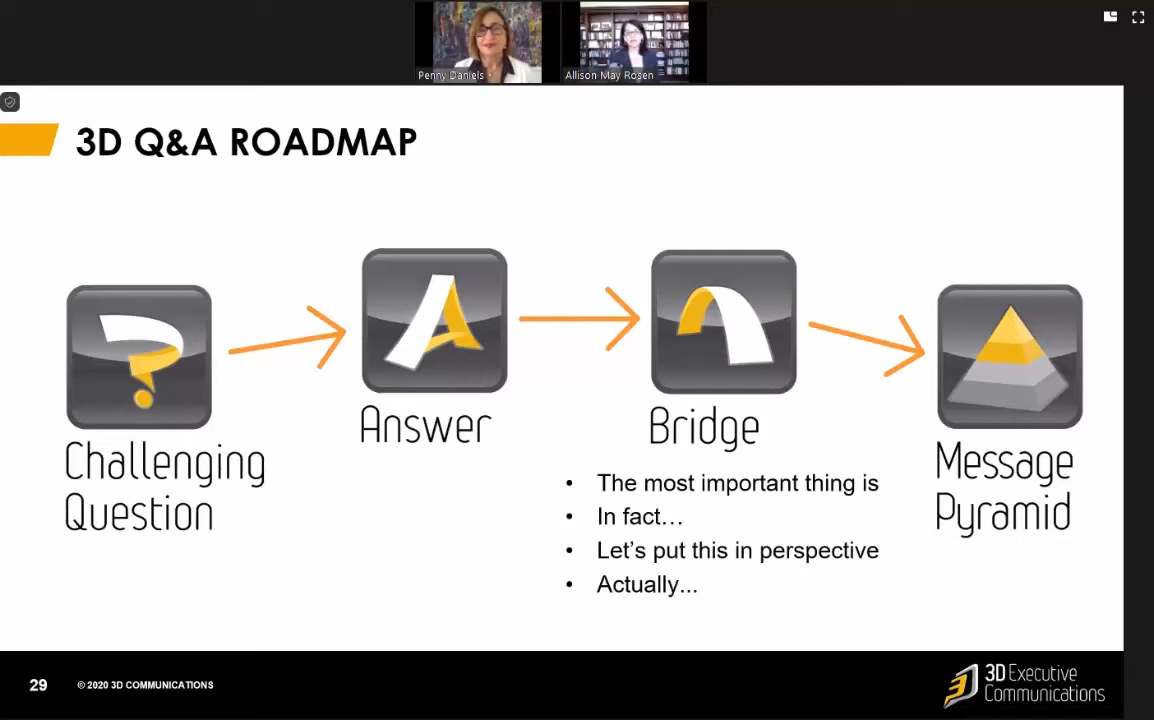 Penny Daniels
Allison May Rosen
3D Q&A ROADMAP
Challenging
Question
Answer
Bridge
• The most important thing is
• In fact…
• Let’s put this in perspective
• Actually...
Message
Pyramid
29
© 2020 3D COMMUNICATIONS
3D Executive
Communications